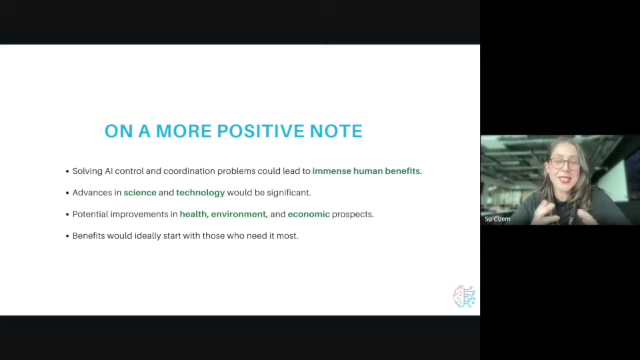 ON A MORE POSITIVE NOTE
Solving AI control and coordination problems could lead to immense human benefits.
Advances in science and technology would be significant.
Potential improvements in health, environment, and economic prospects.
Benefits would ideally start with those who need it most.
Su Cizem